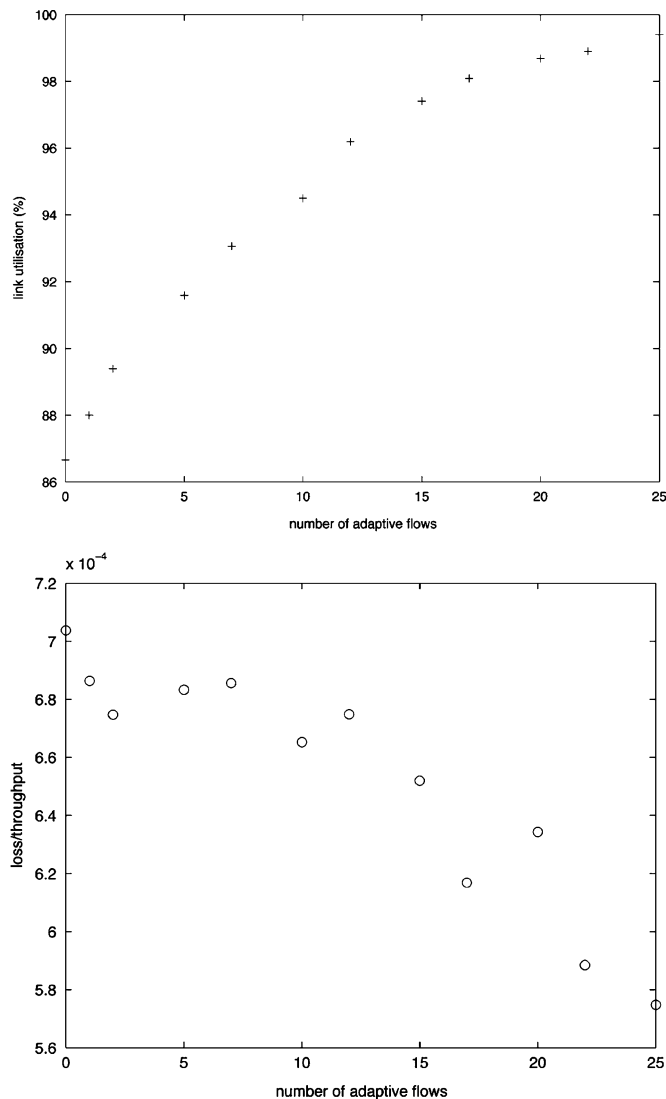 100
98
96
94
92
90
88
86
link utilisation (%)
0 5 10 15 20 25
number of adaptive flows
x 10⁻⁴
7.2
7
6.8
6.6
6.4
6.2
6
5.8
5.6
loss/throughput
0 5 10 15 20 25
number of adaptive flows